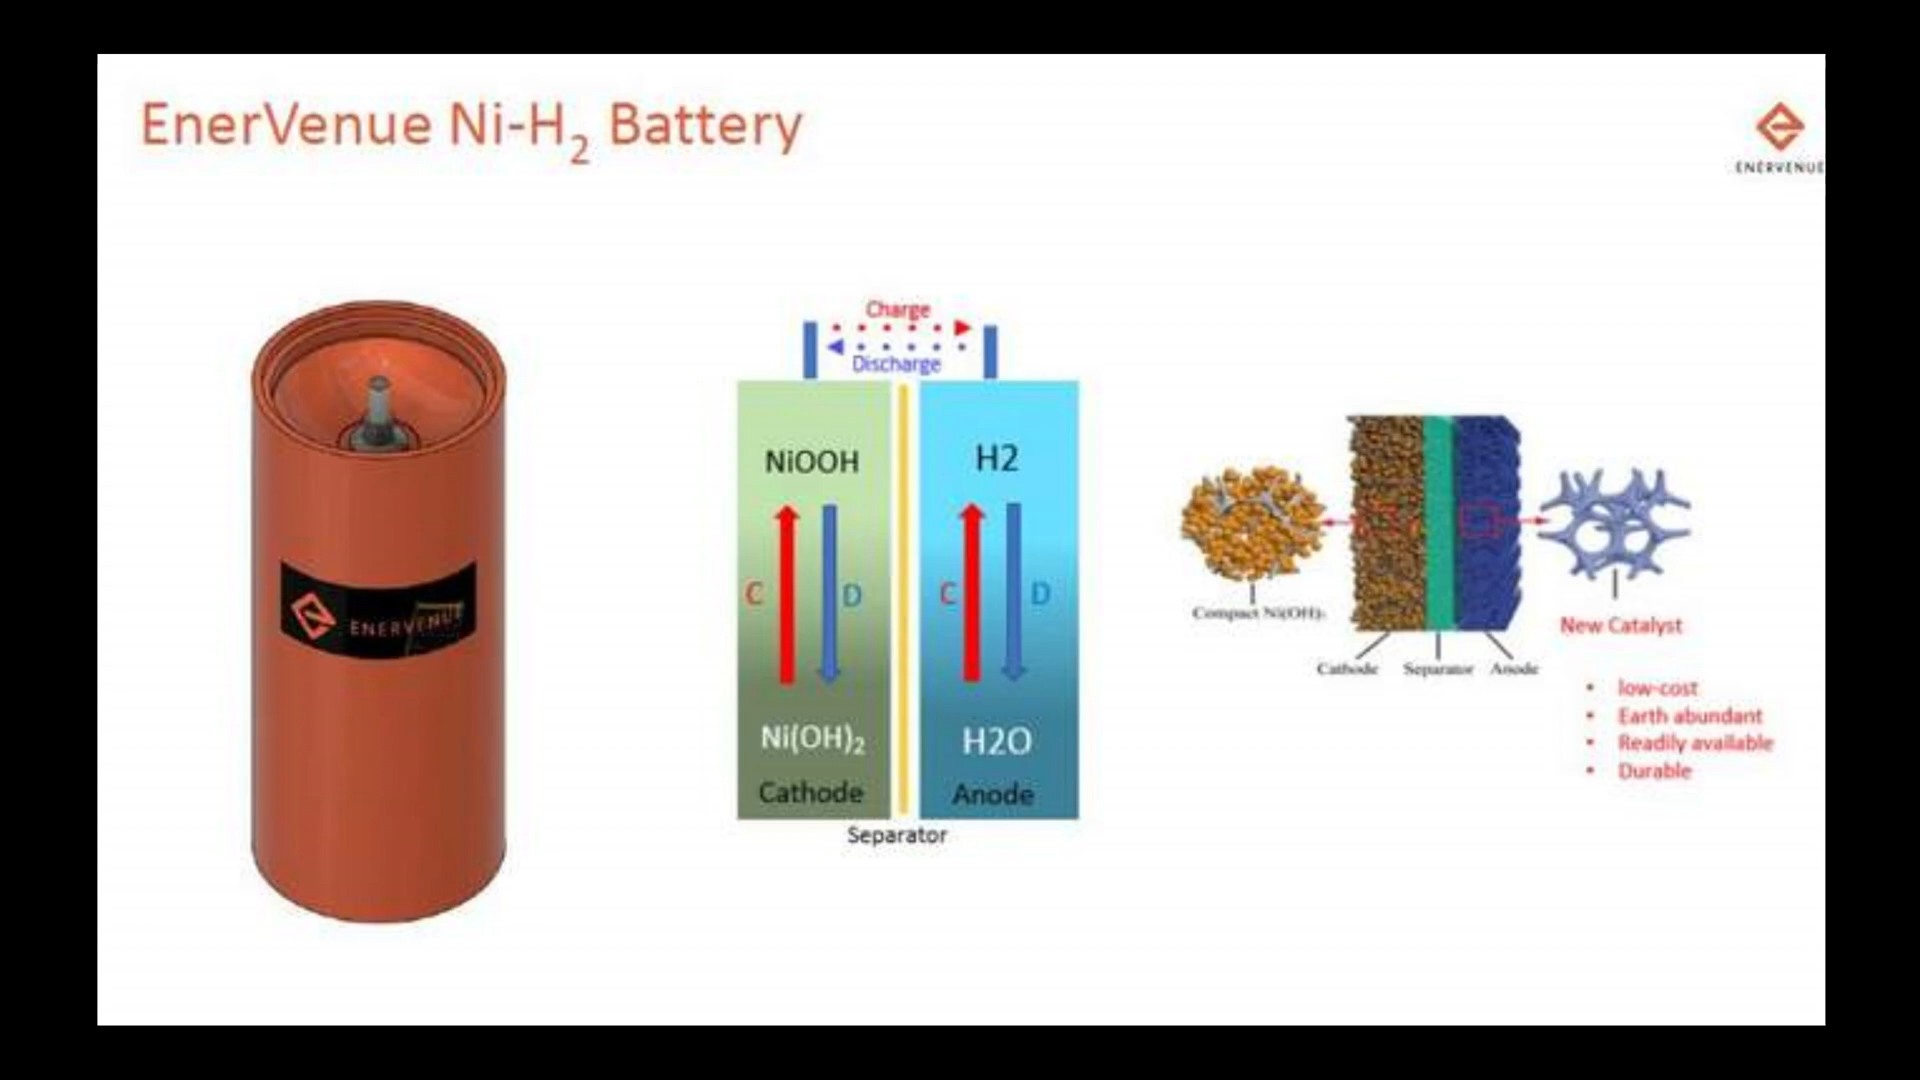 EnerVenue Ni-H2 Battery
ENERVENUE
ENERVENUE
Charge
Discharge
NiOOH
H2
C
D
C
D
Ni(OH)2
H2O
Cathode
Anode
Separator
Compact Ni(OH)2
Cathode
Separator
Anode
New Catalyst
• low-cost
• Earth abundant
• Readily available
• Durable